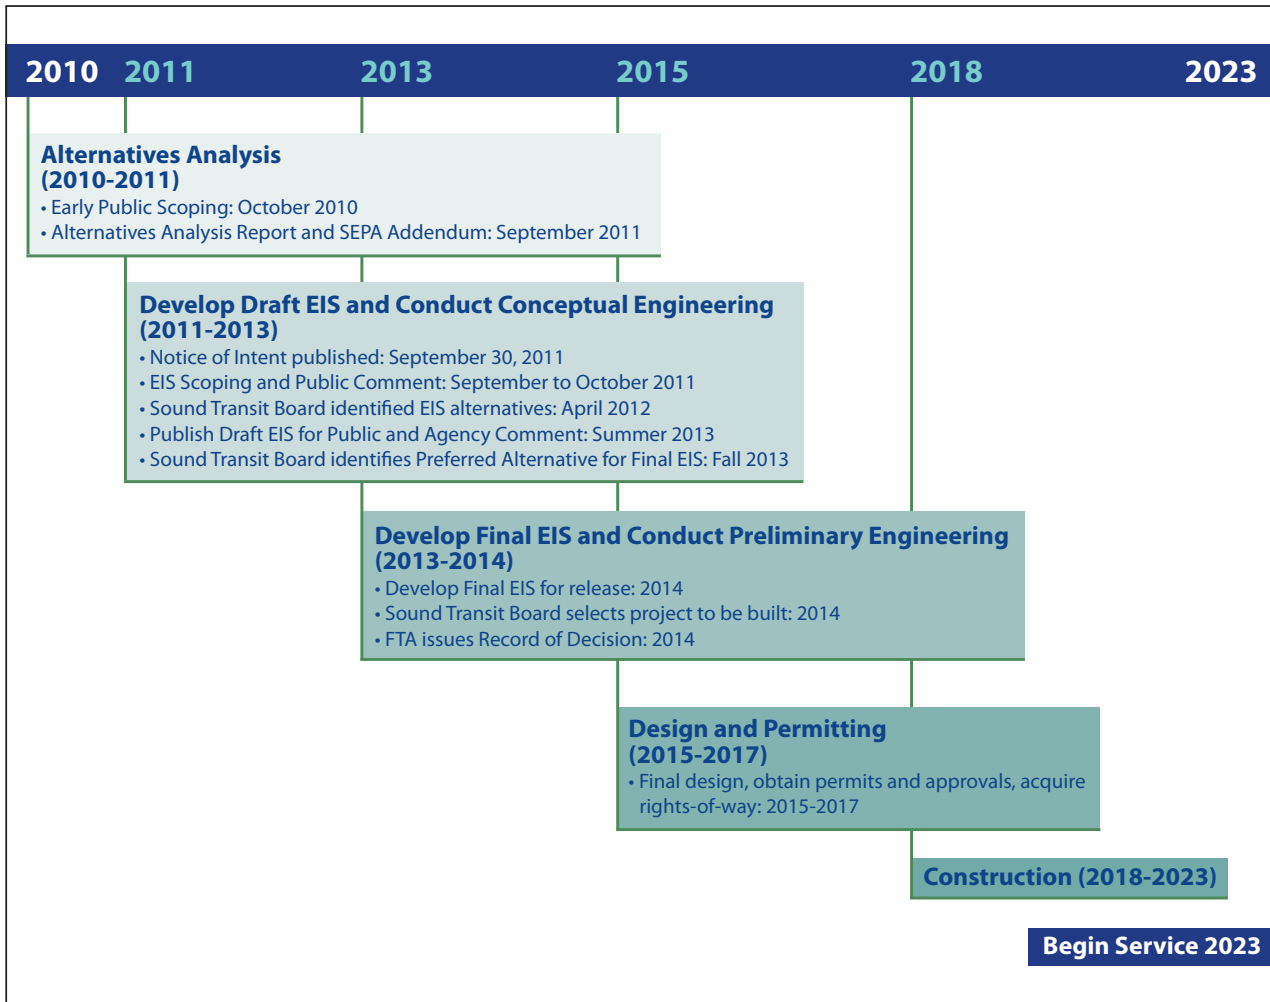 2010 2011 2013 2015 2018 2023
Alternatives Analysis
(2010-2011)
• Early Public Scoping: October 2010
• Alternatives Analysis Report and SEPA Addendum: September 2011
Develop Draft EIS and Conduct Conceptual Engineering
(2011-2013)
• Notice of Intent published: September 30, 2011
• EIS Scoping and Public Comment: September to October 2011
• Sound Transit Board identified EIS alternatives: April 2012
• Publish Draft EIS for Public and Agency Comment: Summer 2013
• Sound Transit Board identifies Preferred Alternative for Final EIS: Fall 2013
Develop Final EIS and Conduct Preliminary Engineering
(2013-2014)
• Develop Final EIS for release: 2014
• Sound Transit Board selects project to be built: 2014
• FTA issues Record of Decision: 2014
Design and Permitting
(2015-2017)
• Final design, obtain permits and approvals, acquire
rights-of-way: 2015-2017
Construction (2018-2023)
Begin Service 2023